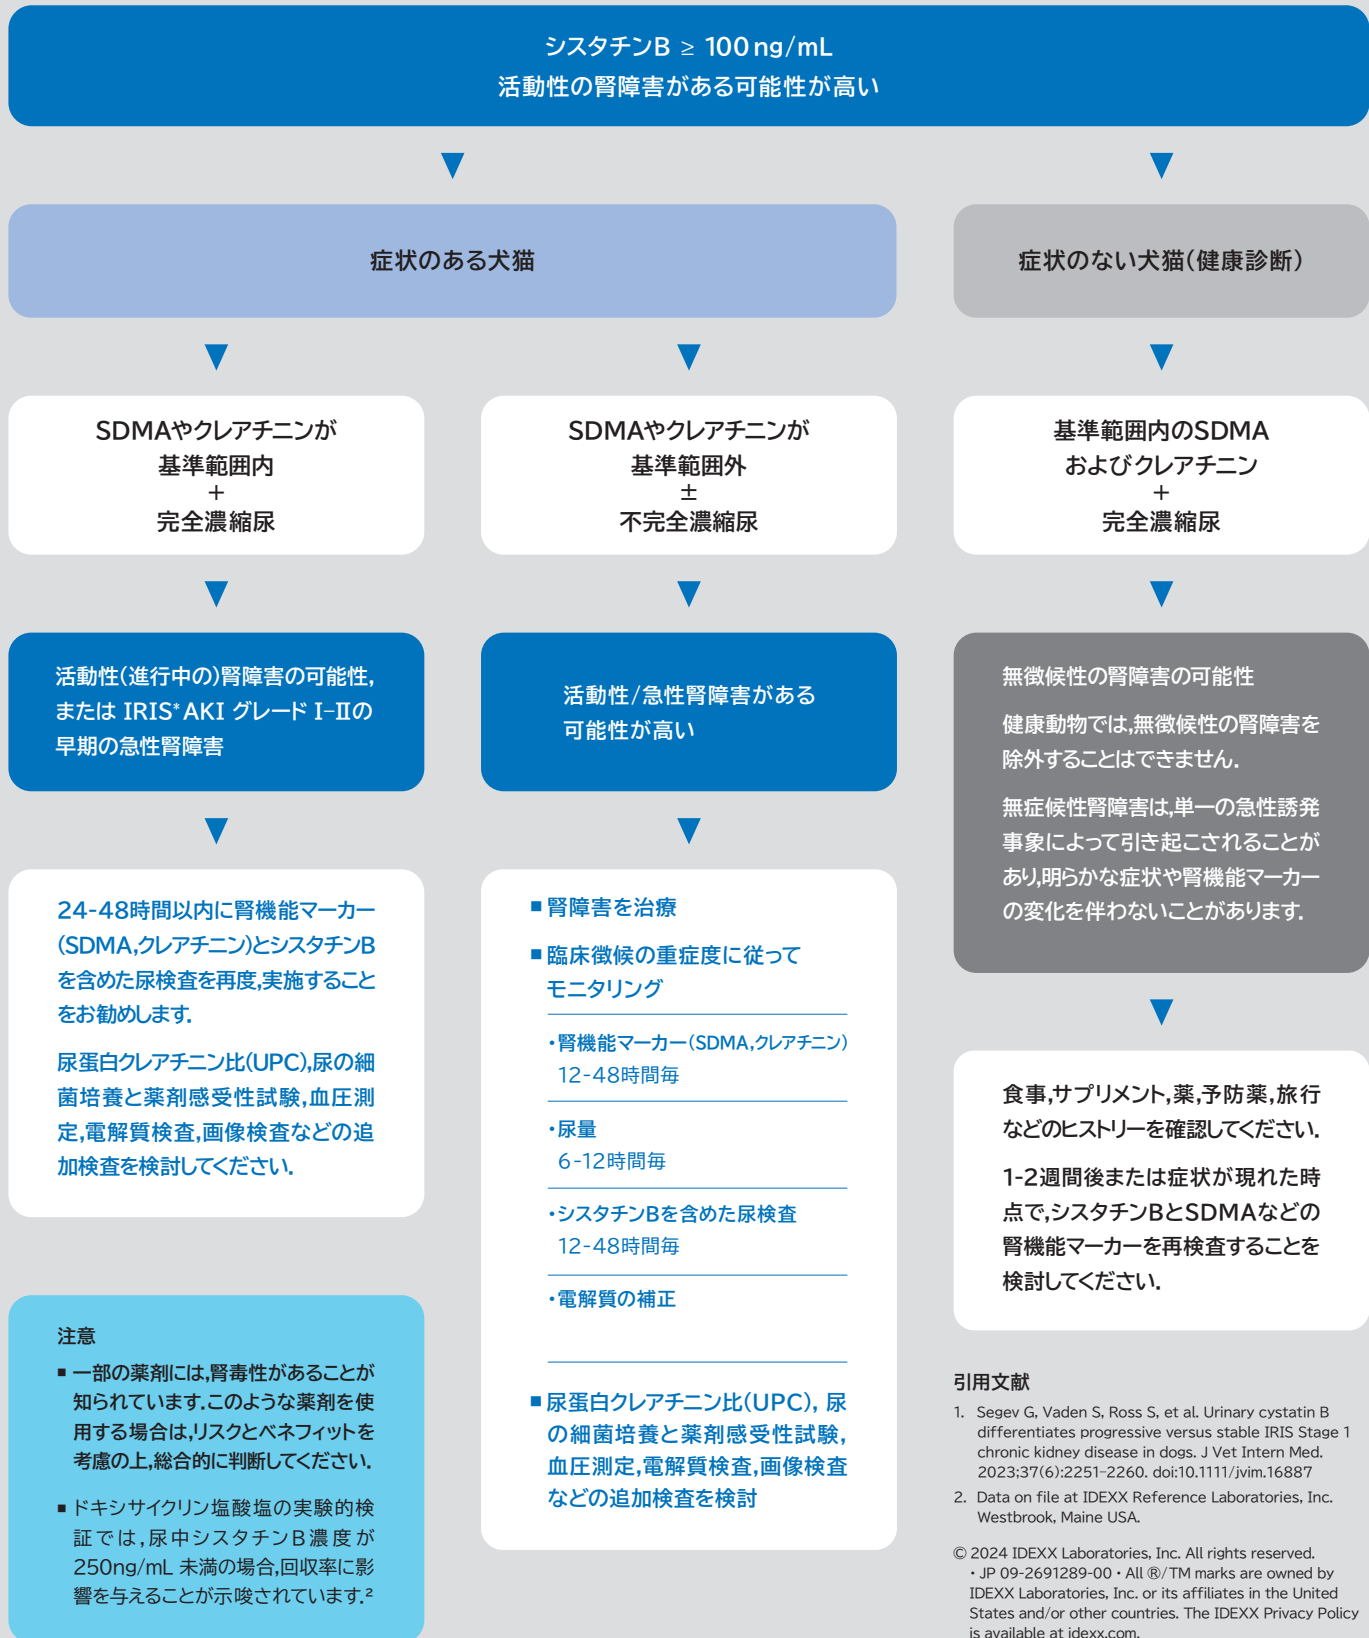 シスタチンB ≥ 100ng/mL
活動性の腎障害がある可能性が高い
症状のある犬猫
症状のない犬猫(健康診断)
SDMAやクレアチニンが
基準範囲内
+
完全濃縮尿
SDMAやクレアチニンが
基準範囲外
±
不完全濃縮尿
基準範囲内のSDMA
およびクレアチニン
+
完全濃縮尿
活動性(進行中の)腎障害の可能性,
または IRIS* AKI グレード I-IIの
早期の急性腎障害
活動性/急性腎障害がある
可能性が高い
無徴候性の腎障害の可能性
健康動物では,無徴候性の腎障害を
除外することはできません.
無症候性腎障害は,単一の急性誘発
事象によって引き起こされることが
あり,明らかな症状や腎機能マーカー
の変化を伴わないことがあります.
24-48時間以内に腎機能マーカー
(SDMA,クレアチニン)とシスタチンB
を含めた尿検査を再度,実施すること
をお勧めします.
尿蛋白クレアチニン比(UPC),尿の細
菌培養と薬剤感受性試験,血圧測
定,電解質検査,画像検査などの追
加検査を検討してください.
■ 腎障害を治療
■ 臨床徴候の重症度に従って
モニタリング
・腎機能マーカー(SDMA,クレアチニン)
12-48時間毎
・尿量
6-12時間毎
・シスタチンBを含めた尿検査
12-48時間毎
・電解質の補正
■ 尿蛋白クレアチニン比(UPC), 尿
の細菌培養と薬剤感受性試験,
血圧測定,電解質検査,画像検査
などの追加検査を検討
食事,サプリメント,薬,予防薬,旅行
などのヒストリーを確認してください.
1-2週間後または症状が現れた時
点で,シスタチンBとSDMAなどの
腎機能マーカーを再検査することを
検討してください.
注意
■ 一部の薬剤には,腎毒性があることが
知られています.このような薬剤を使
用する場合は,リスクとベネフィットを
考慮の上,総合的に判断してください.
■ ドキシサイクリン塩酸塩の実験的検
証では,尿中シスタチンB濃度が
250ng/mL 未満の場合,回収率に影
響を与えることが示唆されています.²
引用文献
1. Segev G, Vaden S, Ross S, et al. Urinary cystatin B
differentiates progressive versus stable IRIS Stage 1
chronic kidney disease in dogs. J Vet Intern Med.
2023;37(6):2251–2260. doi:10.1111/jvim.16887
2. Data on file at IDEXX Reference Laboratories, Inc.
Westbrook, Maine USA.
© 2024 IDEXX Laboratories, Inc. All rights reserved.
・JP 09-2691289-00・All ®/TM marks are owned by
IDEXX Laboratories, Inc. or its affiliates in the United
States and/or other countries. The IDEXX Privacy Policy
is available at idexx.com.